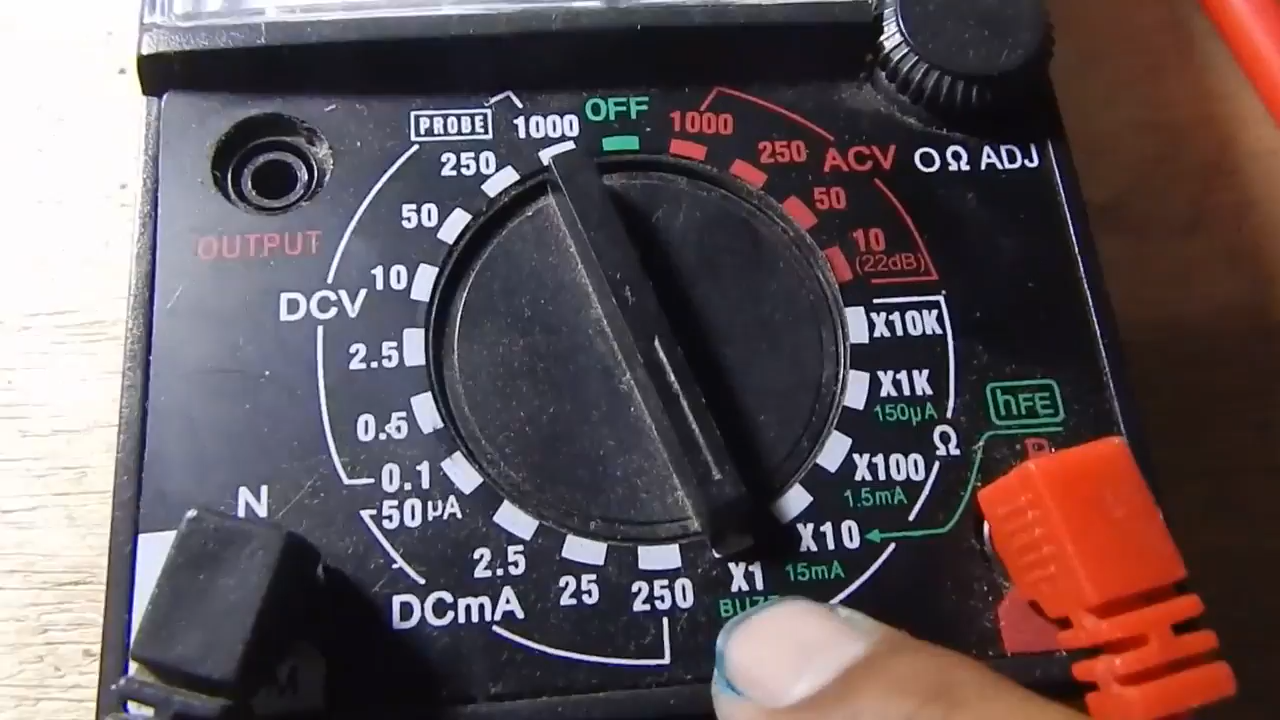 OFF
PROBE
1000
1000
250
250
ACV
OΩ ADJ
50
50
OUTPUT
10
(22dB)
10
DCV
X10K
2.5
X1K
150µA
hFE
0.5
Ω
0.1
X100
1.5mA
50µA
N
X10
15mA
2.5
25
250
X1
DCmA